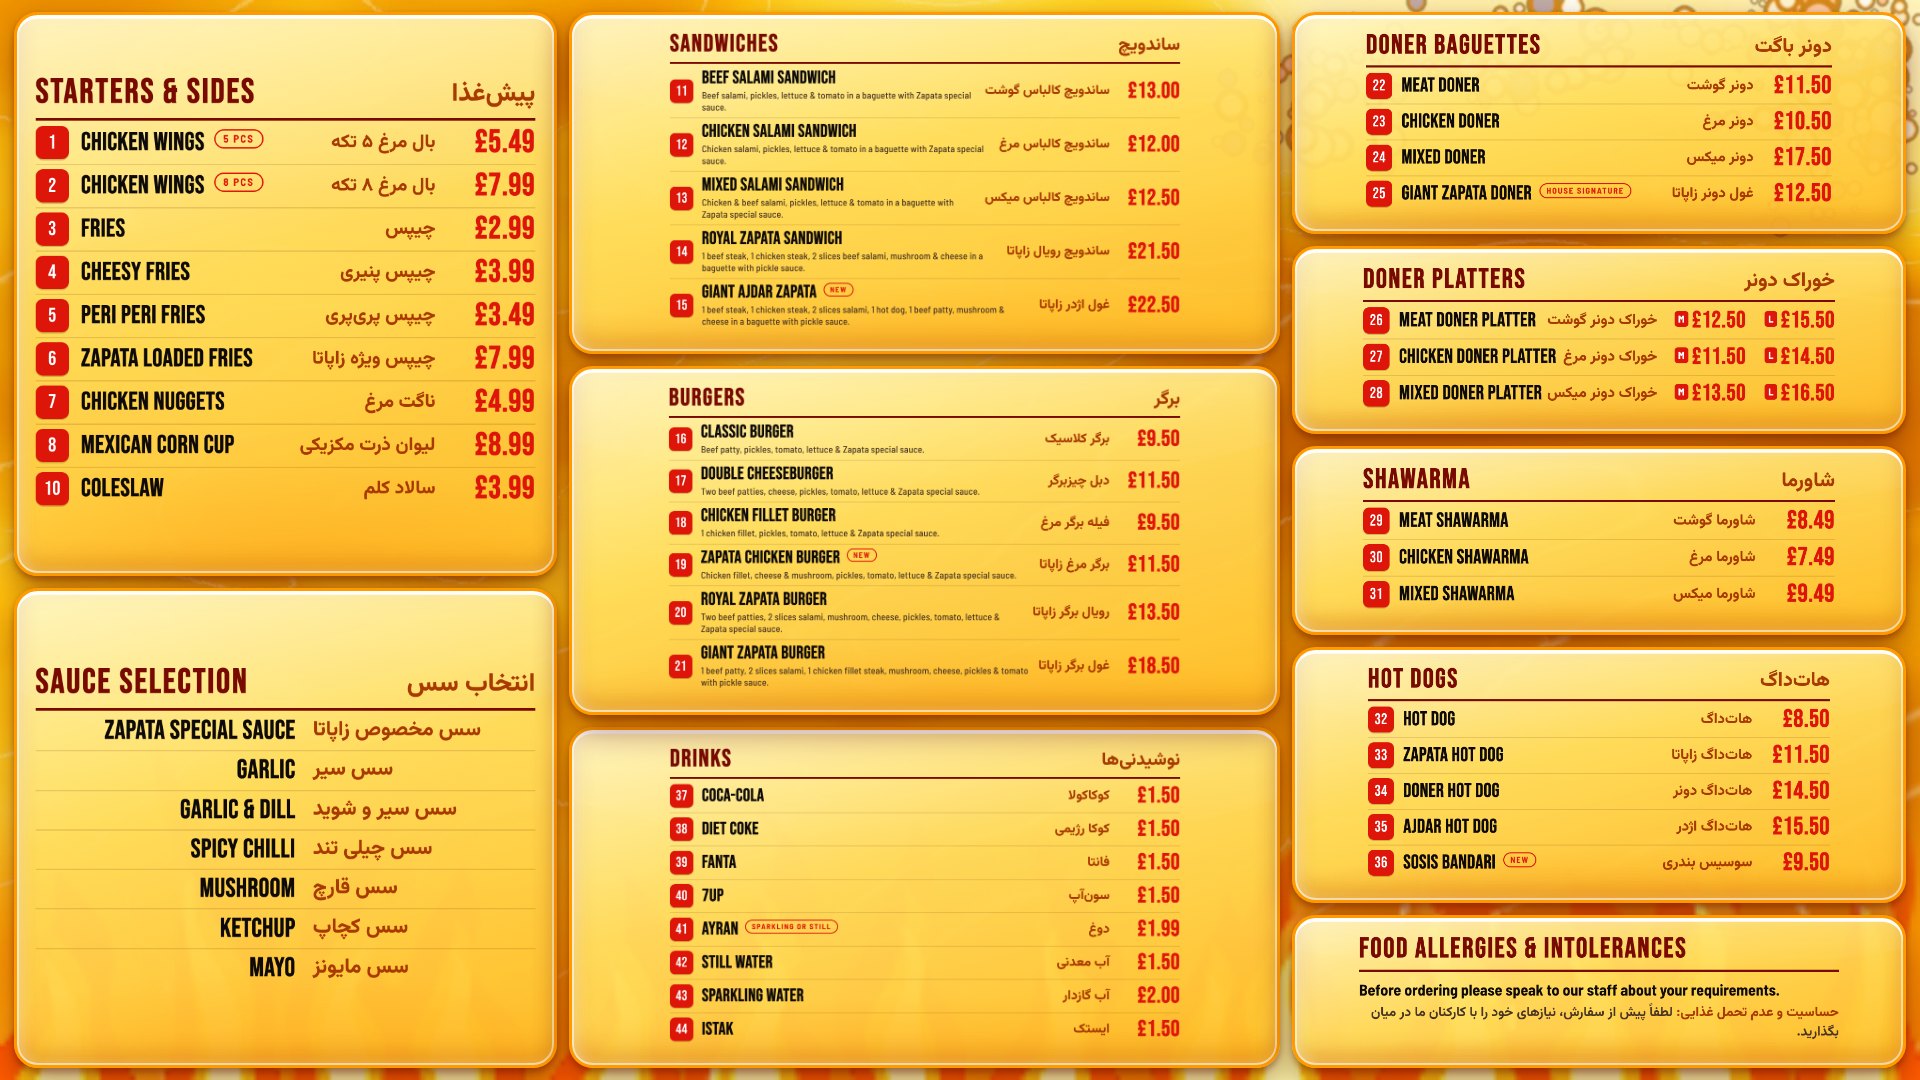 STARTERS & SIDES پیش‌غذا
1 CHICKEN WINGS 5 PCS بال مرغ ۵ تکه £5.49
2 CHICKEN WINGS 8 PCS بال مرغ ۸ تکه £7.99
3 FRIES چیپس £2.99
4 CHEESY FRIES چیپس پنیری £3.99
5 PERI PERI FRIES چیپس پری‌پری £3.49
6 ZAPATA LOADED FRIES چیپس ویژه زاپاتا £7.99
7 CHICKEN NUGGETS ناگت مرغ £4.99
8 MEXICAN CORN CUP لیوان ذرت مکزیکی £8.99
10 COLESLAW سالاد کلم £3.99
SAUCE SELECTION انتخاب سس
ZAPATA SPECIAL SAUCE سس مخصوص زاپاتا
GARLIC سس سیر
GARLIC & DILL سس سیر و شوید
SPICY CHILLI سس چیلی تند
MUSHROOM سس قارچ
KETCHUP سس کچاپ
MAYO سس مایونز
SANDWICHES ساندویچ
11 BEEF SALAMI SANDWICH ساندویچ کالباس گوشت £13.00
Beef salami, pickles, lettuce & tomato in a baguette with Zapata special
sauce.
12 CHICKEN SALAMI SANDWICH ساندویچ کالباس مرغ £12.00
Chicken salami, pickles, lettuce & tomato in a baguette with Zapata special
sauce.
13 MIXED SALAMI SANDWICH ساندویچ کالباس میکس £12.50
Chicken & beef salami, pickles, lettuce & tomato in a baguette with
Zapata special sauce.
14 ROYAL ZAPATA SANDWICH ساندویچ رویال زاپاتا £21.50
1 beef steak, 1 chicken steak, 2 slices beef salami, mushroom & cheese in a
baguette with pickle sauce.
15 GIANT AJDAR ZAPATA NEW غول اژدر زاپاتا £22.50
1 beef steak, 1 chicken steak, 2 slices salami, 1 hot dog, 1 beef patty, mushroom &
cheese in a baguette with pickle sauce.
BURGERS برگر
16 CLASSIC BURGER برگر کلاسیک £9.50
Beef patty, pickles, tomato, lettuce & Zapata special sauce.
17 DOUBLE CHEESEBURGER دبل چیزبرگر £11.50
Two beef patties, cheese, pickles, tomato, lettuce & Zapata special sauce.
18 CHICKEN FILLET BURGER فیله برگر مرغ £9.50
1 chicken fillet, pickles, tomato, lettuce & Zapata special sauce.
19 ZAPATA CHICKEN BURGER NEW برگر مرغ زاپاتا £11.50
Chicken fillet, cheese & mushroom, pickles, tomato, lettuce & Zapata special sauce.
20 ROYAL ZAPATA BURGER رویال برگر زاپاتا £13.50
Two beef patties, 2 slices salami, mushroom, cheese, pickles, tomato, lettuce &
Zapata special sauce.
21 GIANT ZAPATA BURGER غول برگر زاپاتا £18.50
1 beef patty, 2 slices salami, 1 chicken fillet steak, mushroom, cheese, pickles & tomato
with pickle sauce.
DRINKS نوشیدنی‌ها
37 COCA-COLA کوکاکولا £1.50
38 DIET COKE کوکا رژیمی £1.50
39 FANTA فانتا £1.50
40 7UP سون‌آپ £1.50
41 AYRAN SPARKLING OR STILL دوغ £1.99
42 STILL WATER آب معدنی £1.50
43 SPARKLING WATER آب گازدار £2.00
44 ISTAK ایستک £1.50
DONER BAGUETTES دونر باگت
22 MEAT DONER دونر گوشت £11.50
23 CHICKEN DONER دونر مرغ £10.50
24 MIXED DONER دونر میکس £17.50
25 GIANT ZAPATA DONER HOUSE SIGNATURE غول دونر زاپاتا £12.50
DONER PLATTERS خوراک دونر
26 MEAT DONER PLATTER خوراک دونر گوشت M £12.50 L £15.50
27 CHICKEN DONER PLATTER خوراک دونر مرغ M £11.50 L £14.50
28 MIXED DONER PLATTER خوراک دونر میکس M £13.50 L £16.50
SHAWARMA شاورما
29 MEAT SHAWARMA شاورما گوشت £8.49
30 CHICKEN SHAWARMA شاورما مرغ £7.49
31 MIXED SHAWARMA شاورما میکس £9.49
HOT DOGS هات‌داگ
32 HOT DOG هات‌داگ £8.50
33 ZAPATA HOT DOG هات‌داگ زاپاتا £11.50
34 DONER HOT DOG هات‌داگ دونر £14.50
35 AJDAR HOT DOG هات‌داگ اژدر £15.50
36 SOSIS BANDARI NEW سوسیس بندری £9.50
FOOD ALLERGIES & INTOLERANCES
Before ordering please speak to our staff about your requirements.
حساسیت و عدم تحمل غذایی: لطفاً پیش از سفارش، نیازهای خود را با کارکنان ما در میان
بگذارید.